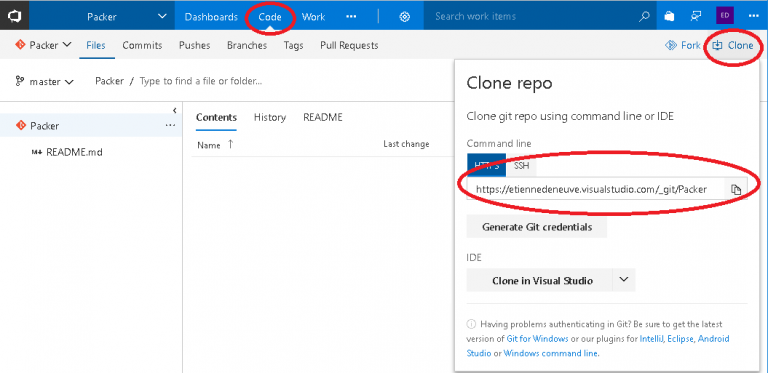 Packer Dashboards Code Work ••• Search work items ED •••
Packer Files Commits Pushes Branches Tags Pull Requests Fork Clone
master Packer / Type to find a file or folder...
Clone repo
Clone git repo using command line or IDE
Command line
HTTPS SSH
https://etiennedeneuve.visualstudio.com/_git/Packer
Generate Git credentials
IDE
Clone in Visual Studio
Having problems authenticating in Git? Be sure to get the latest
version of Git for Windows or our plugins for IntelliJ, Eclipse, Android
Studio or Windows command line.
Packer •••
README.md
Contents History README
Name ↑ Last change